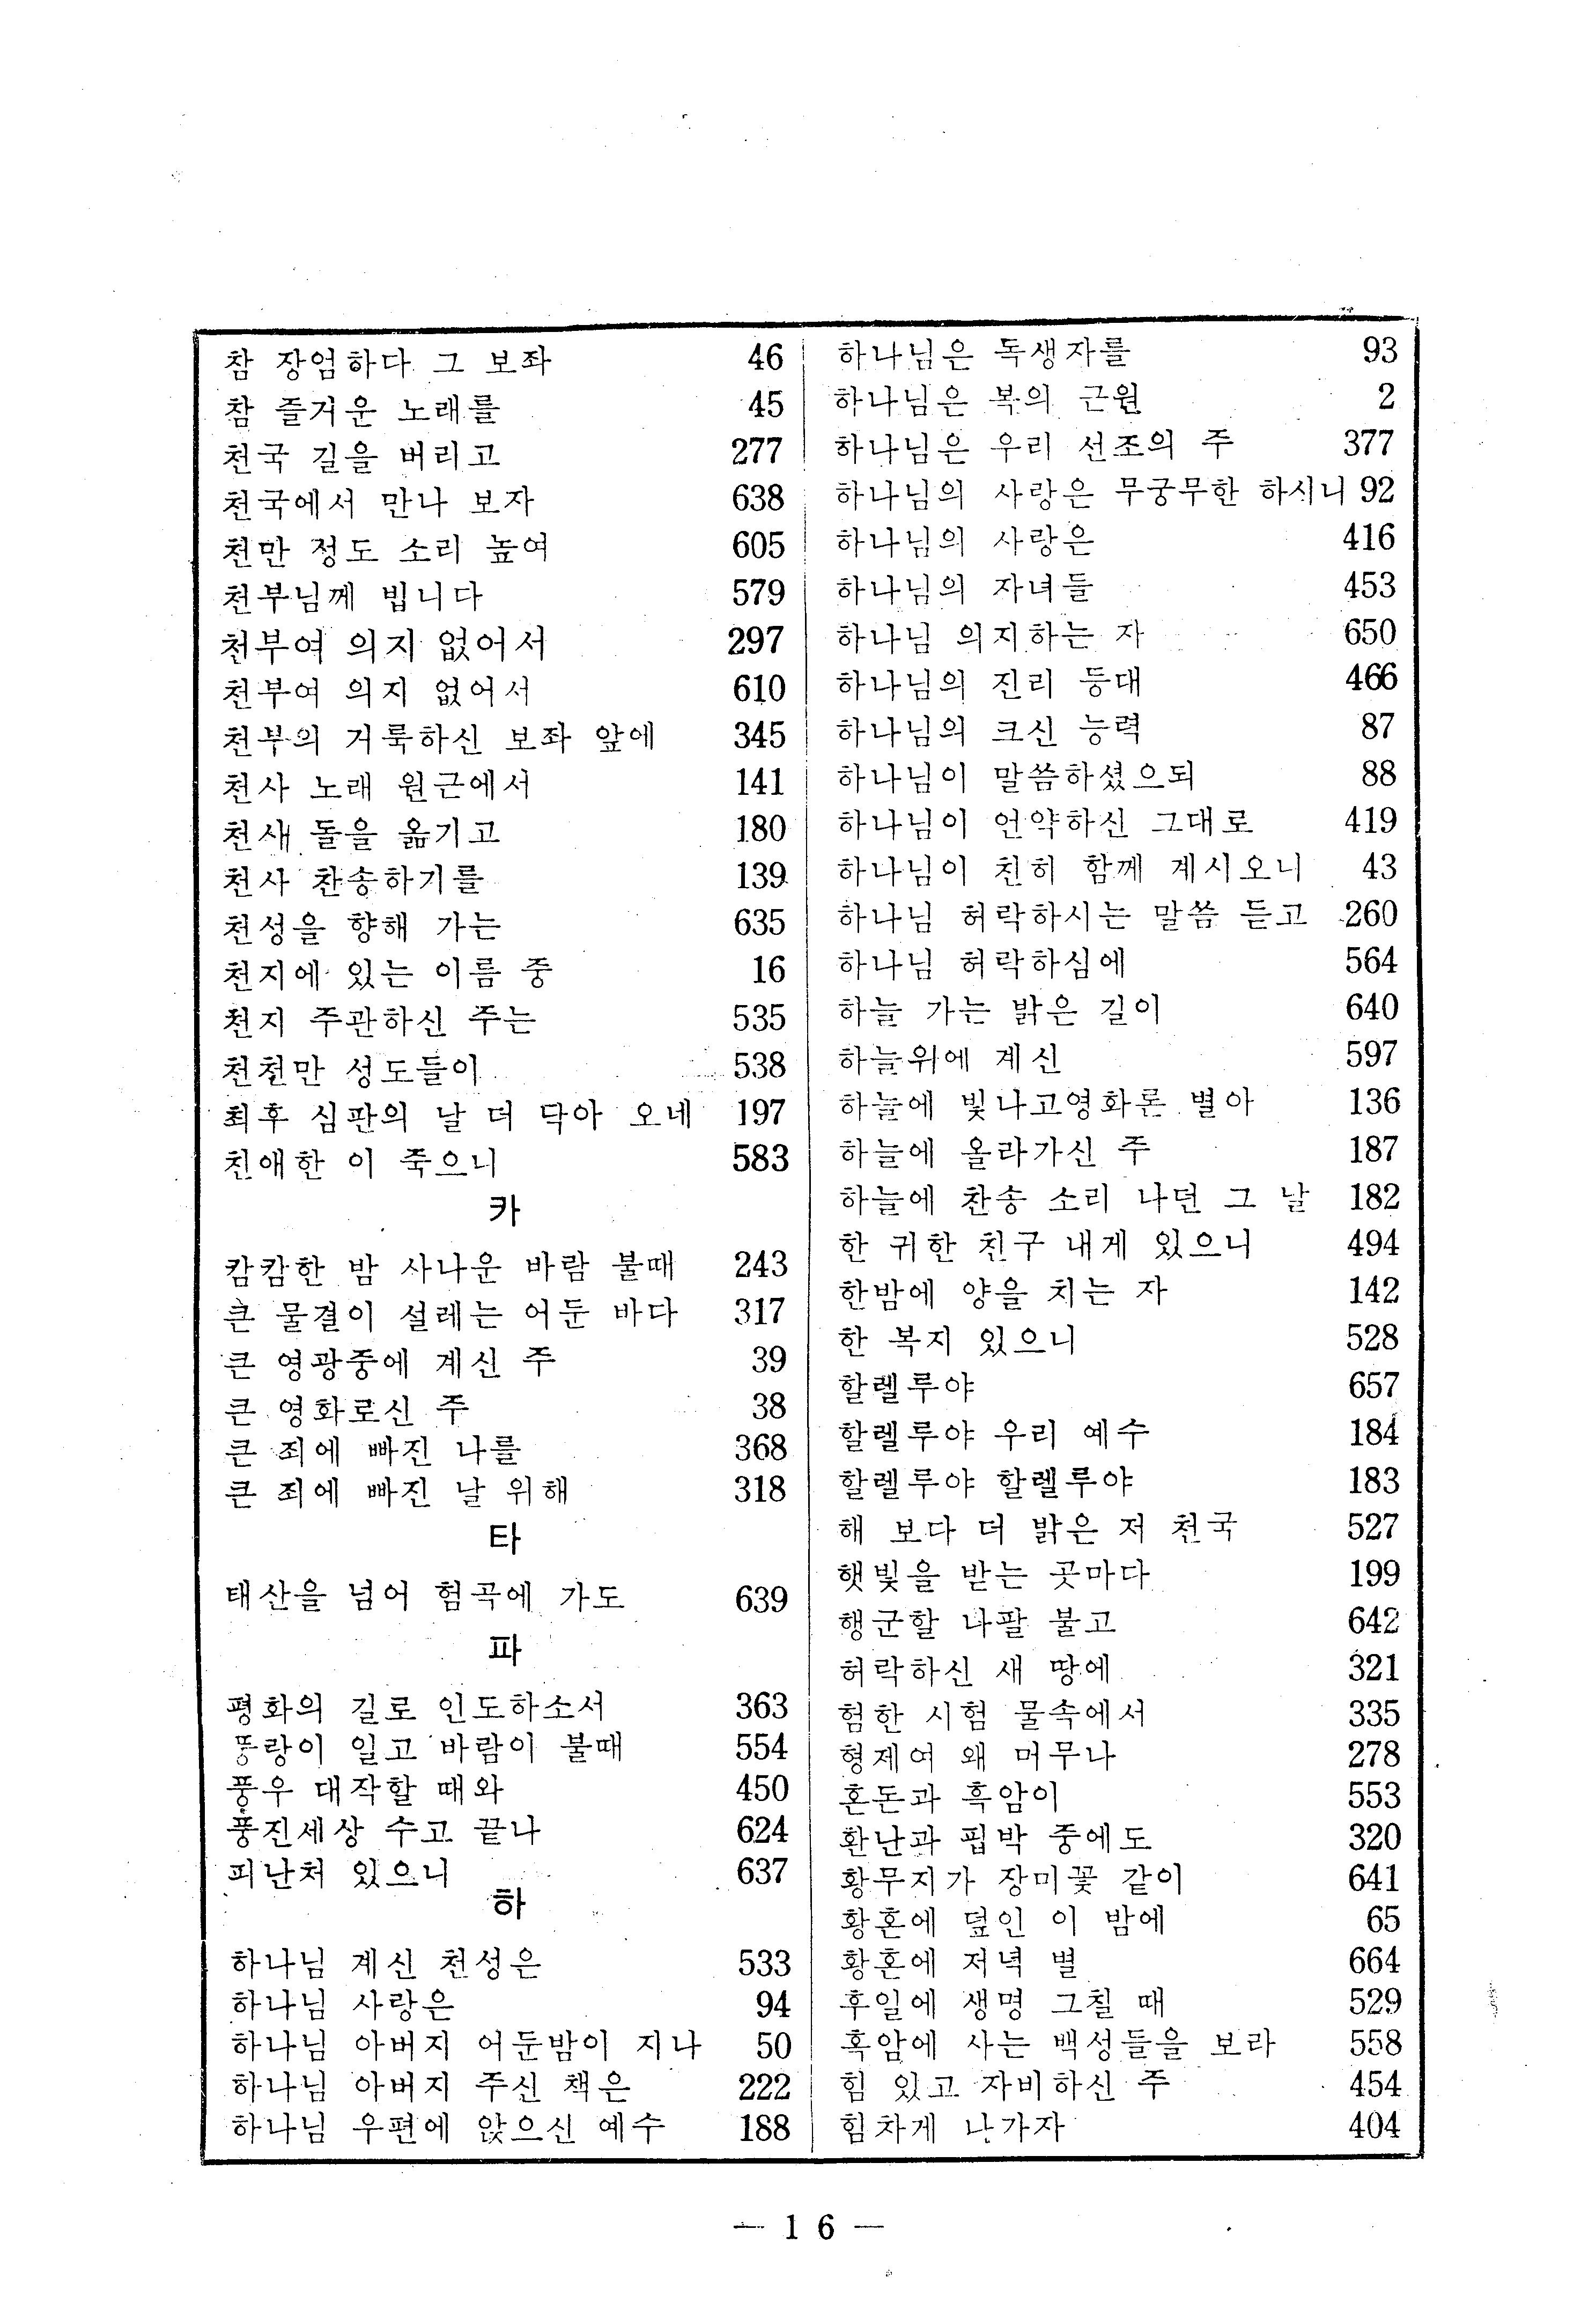 참 장엄하다 그 보좌 46
참 즐거운 노래를 45
천국 길을 버리고 277
천국에서 만나 보자 638
천만 정도 소리 높여 605
천부님께 빕니다 579
천부여 의지 없어서 297
천부여 의지 없어서 610
천부의 거룩하신 보좌 앞에 345
천사 노래 원근에서 141
천새 돌을 옮기고 180
천사 찬송하기를 139
천성을 향해 가는 635
천지에 있는 이름 중 16
천지 주관하신 주는 535
천천만 성도들이 538
최후 심판의 날 더 닥아 오네 197
친애한 이 죽으니 583
카
캄캄한 밤 사나운 바람 불때 243
큰 물결이 설레는 어둔 바다 317
큰 영광중에 계신 주 39
큰 영화로신 주 38
큰 죄에 빠진 나를 368
큰 죄에 빠진 날 위해 318
타
태산을 넘어 험곡에 가도 639
파
평화의 길로 인도하소서 363
풍랑이 일고 바람이 불때 554
풍우 대작할 때와 450
풍진세상 수고 끝나 624
피난처 있으니 637
하
하나님 계신 천성은 533
하나님 사랑은 94
하나님 아버지 어둔밤이 지나 50
하나님 아버지 주신 책은 222
하나님 우편에 앉으신 예수 188
하나님은 독생자를 93
하나님은 복의 근원 2
하나님은 우리 선조의 주 377
하나님의 사랑은 무궁무한 하시니 92
하나님의 사랑은 416
하나님의 자녀들 453
하나님 의지하는 자 650
하나님의 진리 등대 466
하나님의 크신 능력 87
하나님이 말씀하셨으되 88
하나님이 언약하신 그대로 419
하나님이 친히 함께 계시오니 43
하나님 허락하시는 말씀 듣고 260
하나님 허락하심에 564
하늘 가는 밝은 길이 640
하늘위에 계신 597
하늘에 빛나고영화론 별아 136
하늘에 올라가신 주 187
하늘에 찬송 소리 나던 그 날 182
한 귀한 친구 내게 있으니 494
한밤에 양을 치는 자 142
한 복지 있으니 528
할렐루야 657
할렐루야 우리 예수 184
할렐루야 할렐루야 183
해 보다 더 밝은 저 천국 527
햇빛을 받는 곳마다 199
행군할 나팔 불고 642
허락하신 새 땅에 321
험한 시험 물속에서 335
형제여 왜 머무나 278
혼돈과 흑암이 553
환난과 핍박 중에도 320
황무지가 장미꽃 같이 641
황혼에 덮인 이 밤에 65
황혼에 저녁 별 664
후일에 생명 그칠 때 529
흑암에 사는 백성들을 보라 558
힘 있고 자비하신 주 454
힘차게 나가자 404
— 1 6 —